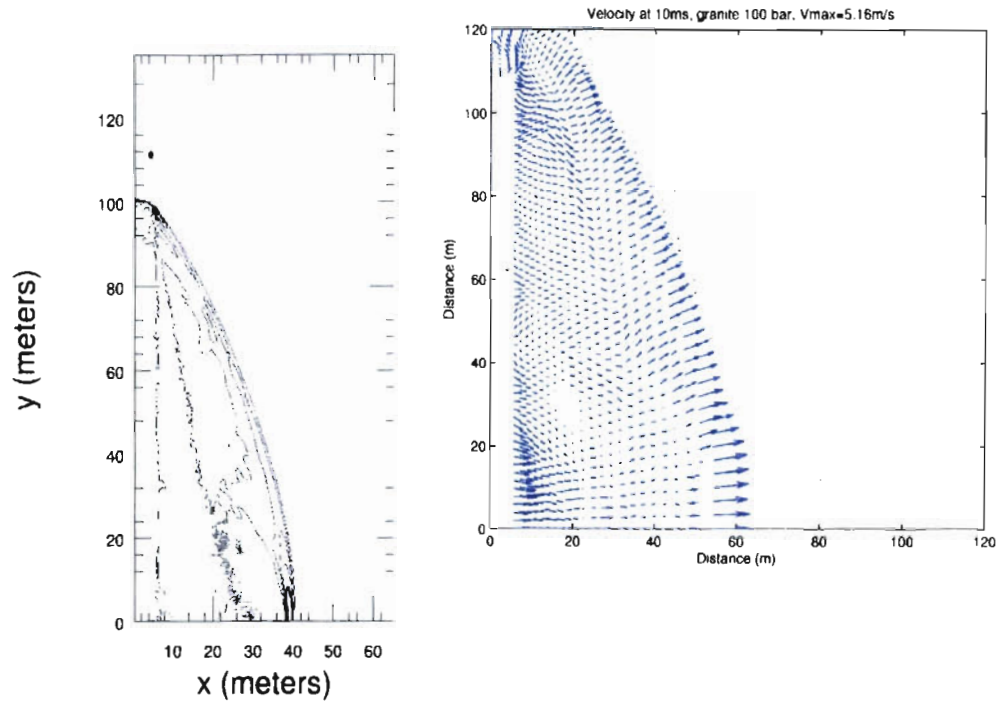 120
100
80
60
40
20
0
y (meters)
10 20 30 40 50 60
x (meters)
Velocity at 10ms, granite 100 bar, Vmax=5.16m/s
120
100
80
60
40
20
0
Distance (m)
0 20 40 60 80 100 120
Distance (m)